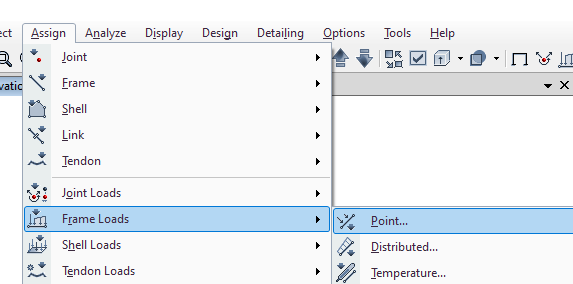 ect Assign Analyze Display Design Detailing Options Tools Help
Joint
Frame
Shell
Link
Tendon
Joint Loads
Frame Loads
Point...
Shell Loads
Distributed...
Tendon Loads
Temperature...